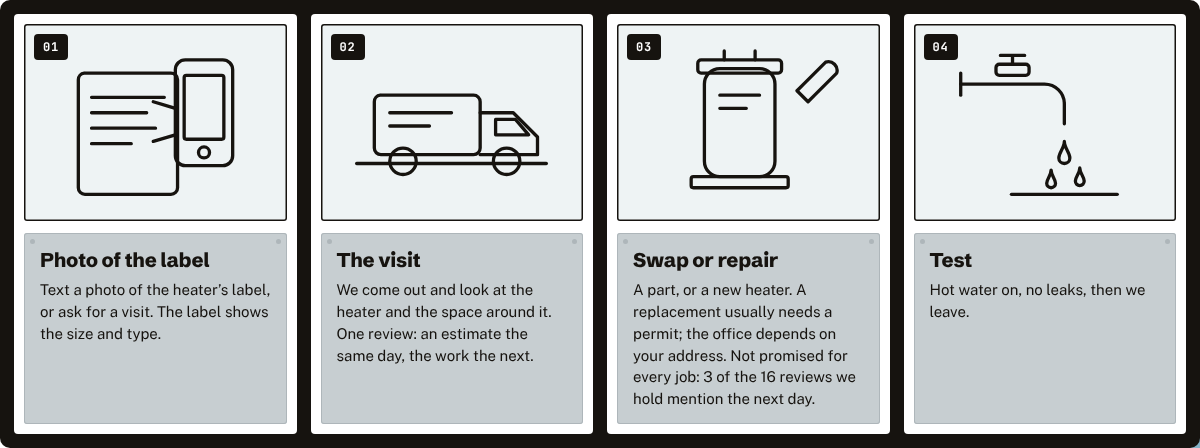 01
Photo of the label
Text a photo of the heater’s label,
or ask for a visit. The label shows
the size and type.
02
The visit
We come out and look at the
heater and the space around it.
One review: an estimate the
same day, the work the next.
03
Swap or repair
A part, or a new heater. A
replacement usually needs a
permit; the office depends on
your address. Not promised for
every job: 3 of the 16 reviews we
hold mention the next day.
04
Test
Hot water on, no leaks, then we
leave.